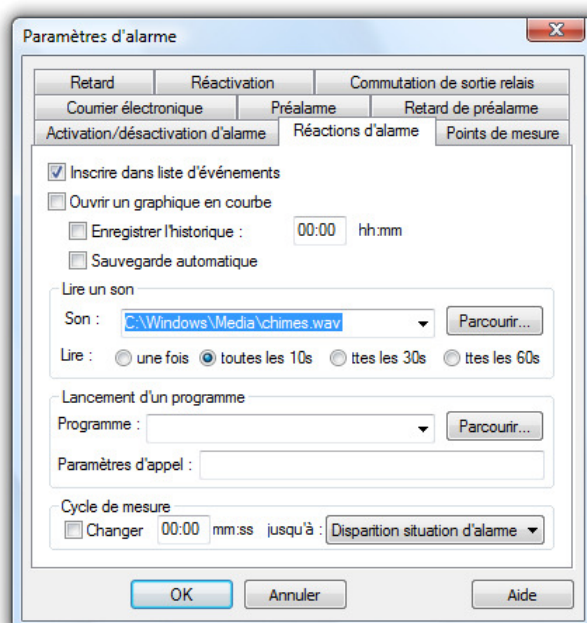 Paramètres d'alarme
Retard Réactivation Commutation de sortie relais
Courrier électronique Préalarme Retard de préalarme
Activation/désactivation d'alarme Réactions d'alarme Points de mesure
Inscrire dans liste d'événements
Ouvrir un graphique en courbe
Enregistrer l'historique : 00:00 hh:mm
Sauvegarde automatique
Lire un son
Son : C:\Windows\Media\chimes.wav Parcourir...
Lire : une fois toutes les 10s ttes les 30s ttes les 60s
Lancement d'un programme
Programme : Parcourir...
Paramètres d'appel :
Cycle de mesure
Changer 00:00 mm:ss jusqu'à : Disparition situation d'alarme
OK Annuler Aide